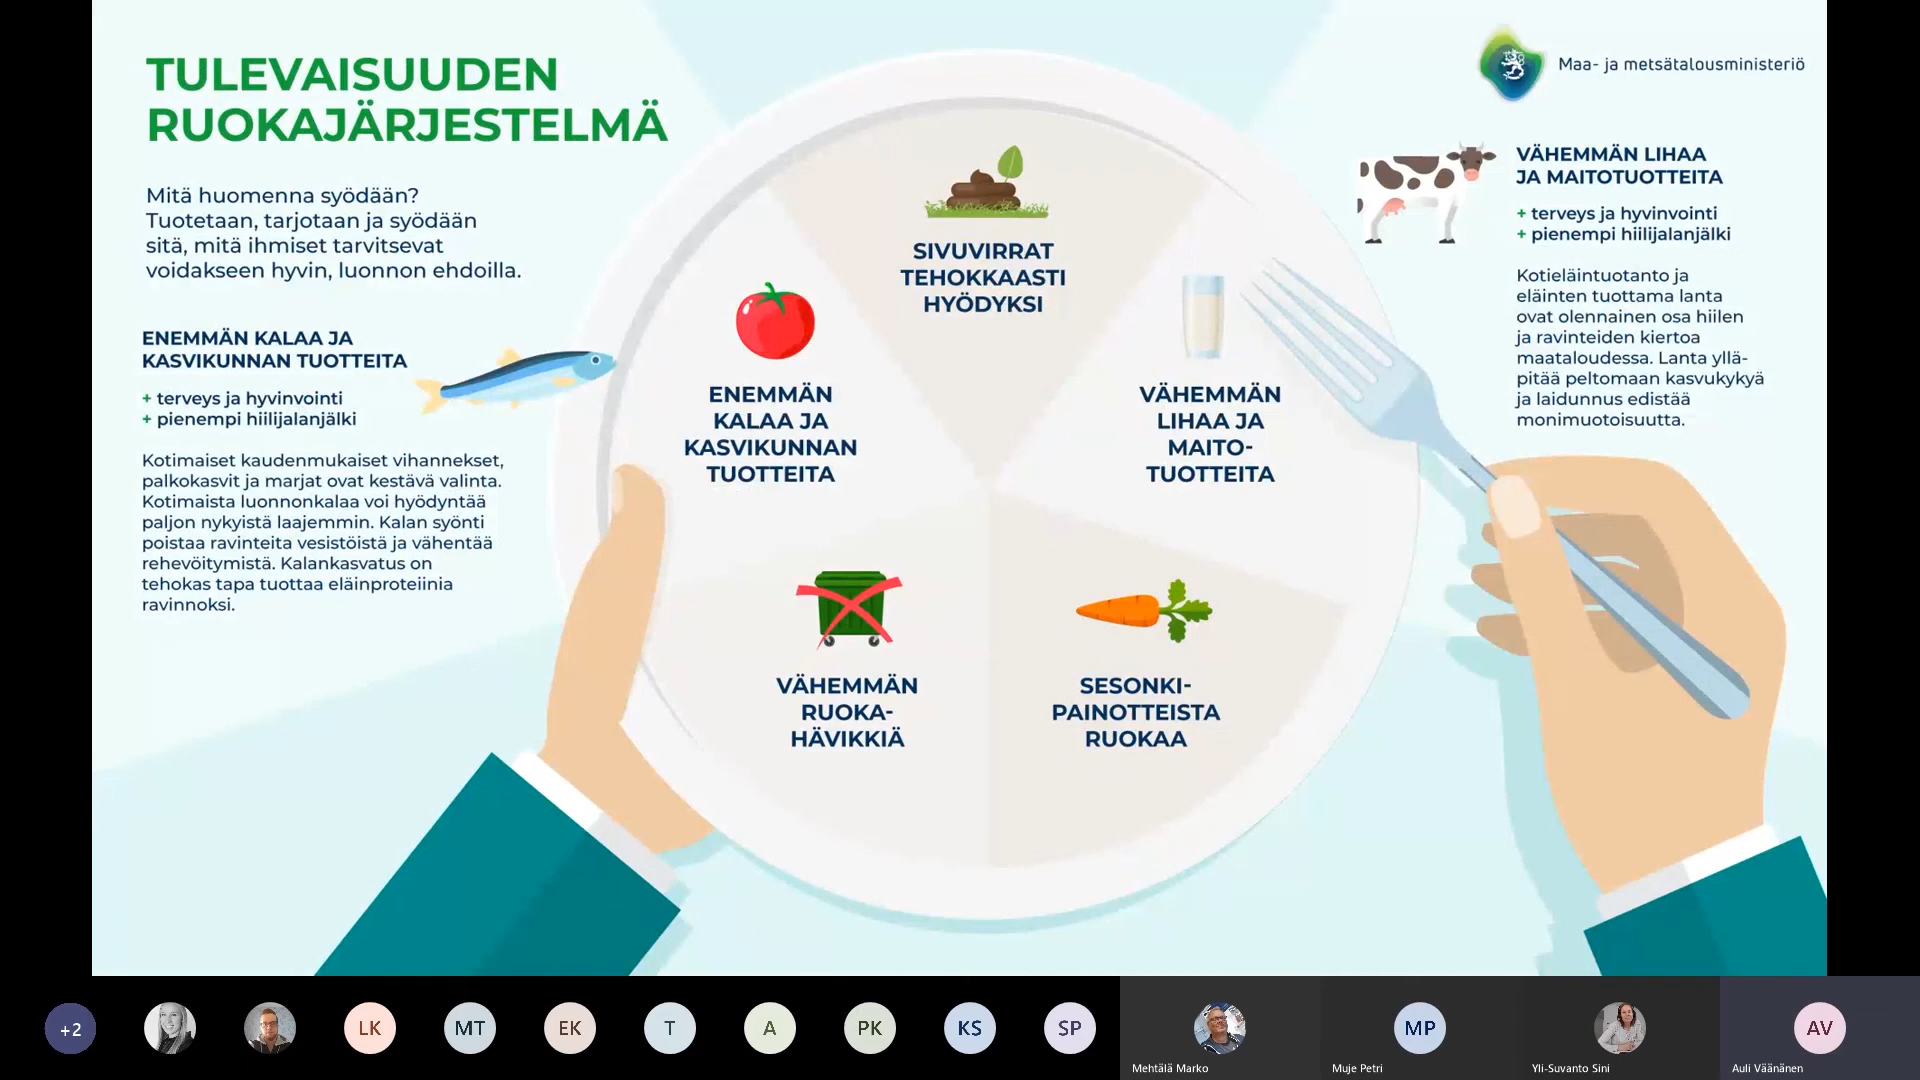 TULEVAISUUDEN
RUOKAJÄRJESTELMÄ
Mitä huomenna syödään?
Tuotetaan, tarjotaan ja syödään
sitä, mitä ihmiset tarvitsevat
voidakseen hyvin, luonnon ehdoilla.
ENEMMÄN KALAA JA
KASVIKUNNAN TUOTTEITA
+ terveys ja hyvinvointi
+ pienempi hiilijalanjälki
Kotimaiset kaudenmukaiset vihannekset,
palkokasvit ja marjat ovat kestävä valinta.
Kotimaista luonnonkalaa voi hyödyntää
paljon nykyistä laajemmin. Kalan syönti
poistaa ravinteita vesistöistä ja vähentää
rehevöitymistä. Kalankasvatus on
tehokas tapa tuottaa eläinproteiinia
ravinnoksi.
SIVUVIRRAT
TEHOKKAASTI
HYÖDYKSI
ENEMMÄN
KALAA JA
KASVIKUNNAN
TUOTTEITA
VÄHEMMÄN
LIHAA JA
MAITO-
TUOTTEITA
VÄHEMMÄN
RUOKA-
HÄVIKKIÄ
SESONKI-
PAINOTTEISTA
RUOKAA
Maa- ja metsätalousministeriö
VÄHEMMÄN LIHAA
JA MAITOTUOTTEITA
+ terveys ja hyvinvointi
+ pienempi hiilijalanjälki
Kotieläintuotanto ja
eläinten tuottama lanta
ovat olennainen osa hiilen
ja ravinteiden kiertoa
maataloudessa. Lanta yllä-
pitää peltomaan kasvukykyä
ja laidunnus edistää
monimuotoisuutta.
+2
LK
MT
EK
T
A
PK
KS
SP
Mehtälä Marko
MP
Muje Petri
Yli-Suvanto Sini
AV
Auli Väänänen